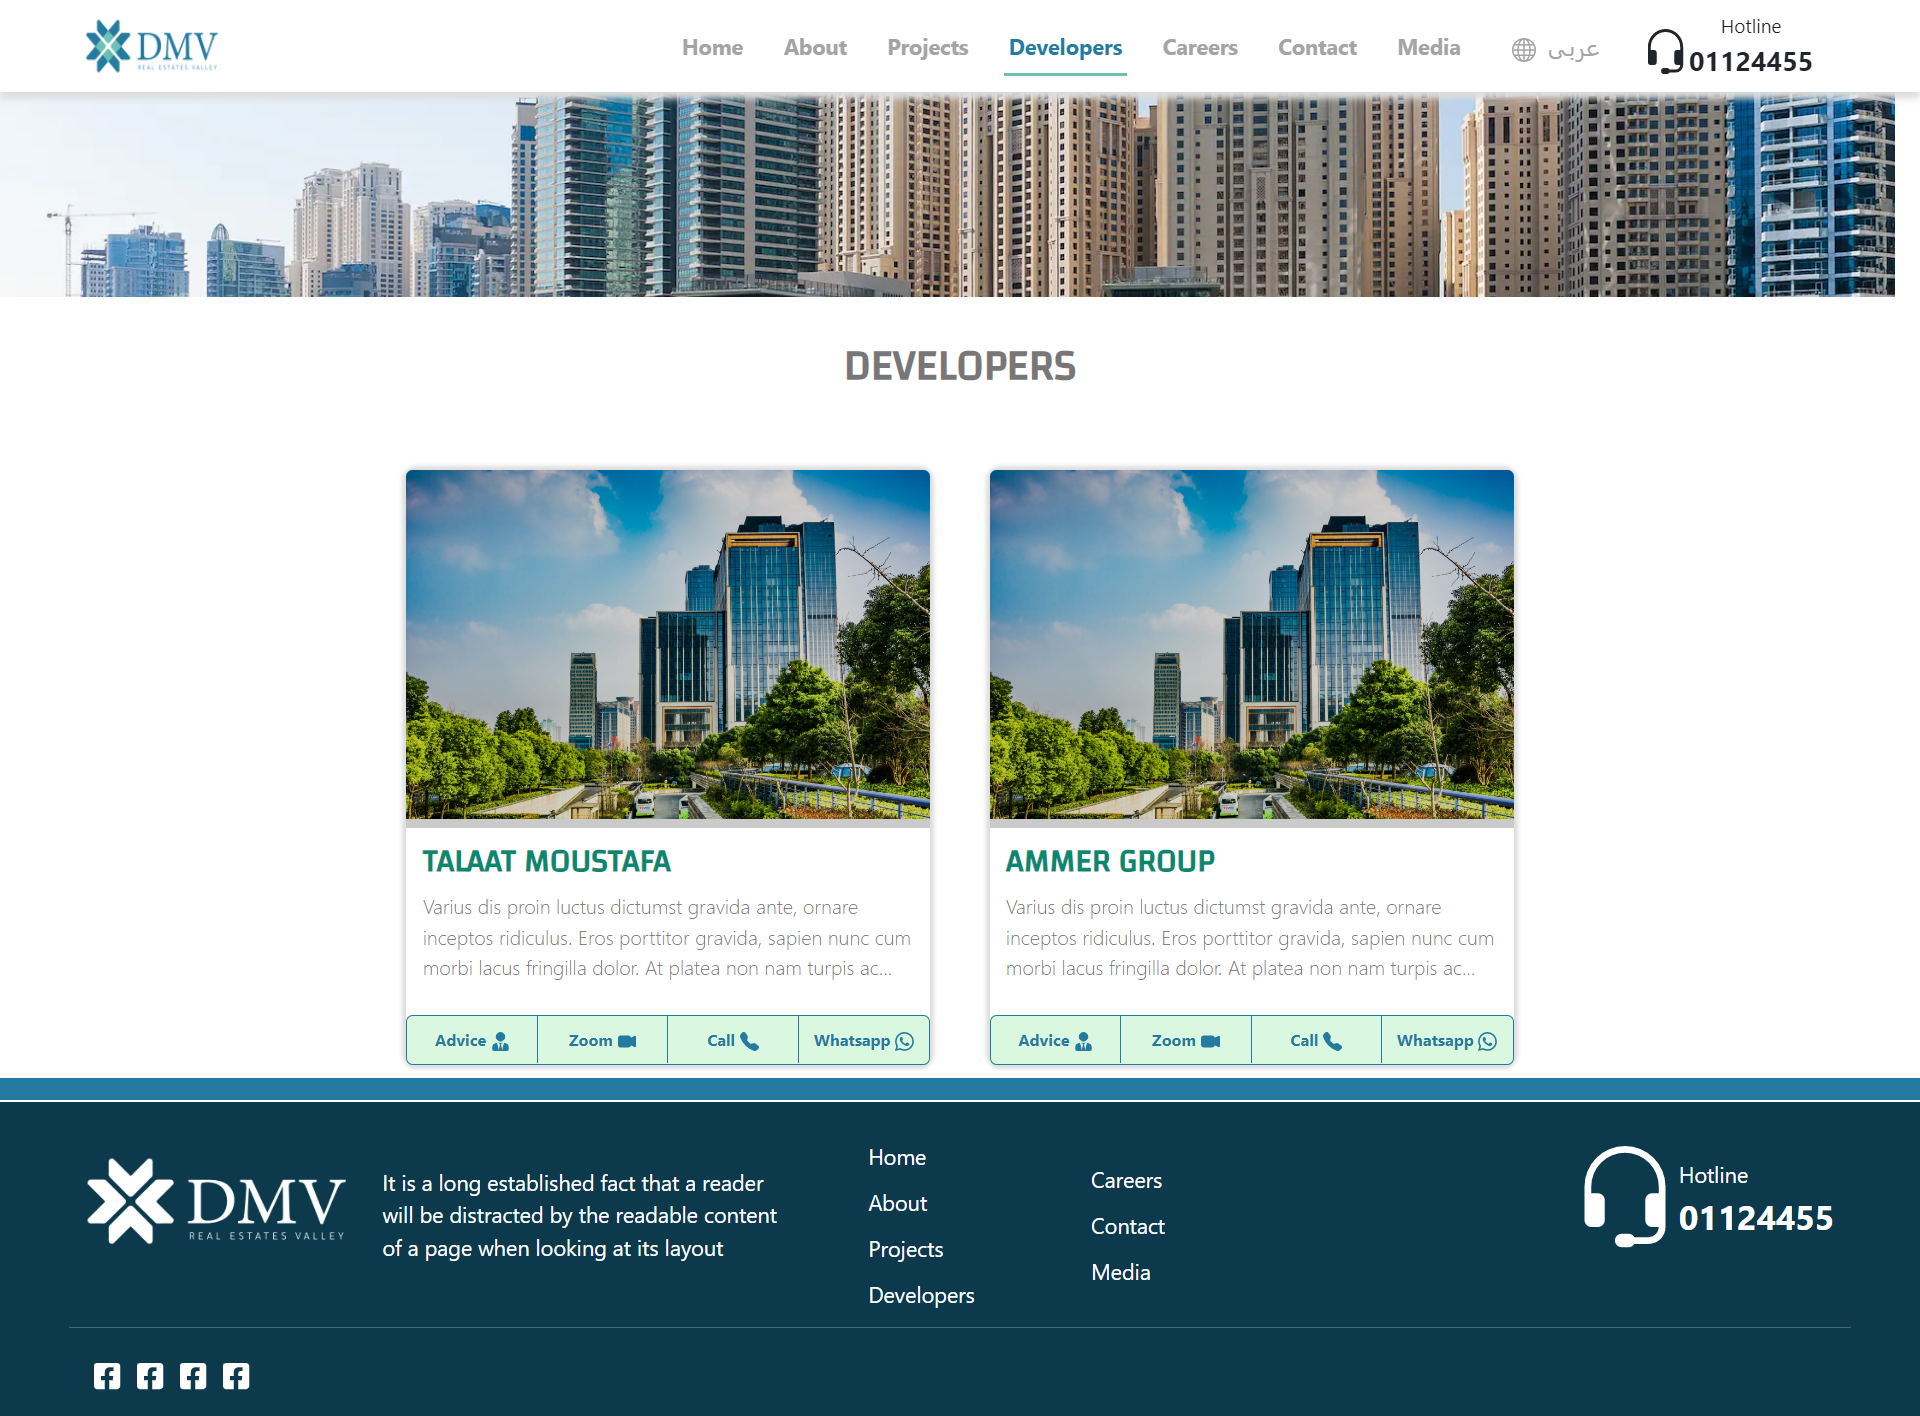 DMV
REAL ESTATES VALLEY
Home
About
Projects
Developers
Careers
Contact
Media
عربى
Hotline
01124455
DEVELOPERS
TALAAT MOUSTAFA
Varius dis proin luctus dictumst gravida ante, ornare
inceptos ridiculus. Eros porttitor gravida, sapien nunc cum
morbi lacus fringilla dolor. At platea non nam turpis ac...
Advice
Zoom
Call
Whatsapp
AMMER GROUP
Varius dis proin luctus dictumst gravida ante, ornare
inceptos ridiculus. Eros porttitor gravida, sapien nunc cum
morbi lacus fringilla dolor. At platea non nam turpis ac...
Advice
Zoom
Call
Whatsapp
DMV
REAL ESTATES VALLEY
It is a long established fact that a reader
will be distracted by the readable content
of a page when looking at its layout
Home
About
Projects
Developers
Careers
Contact
Media
Hotline
01124455